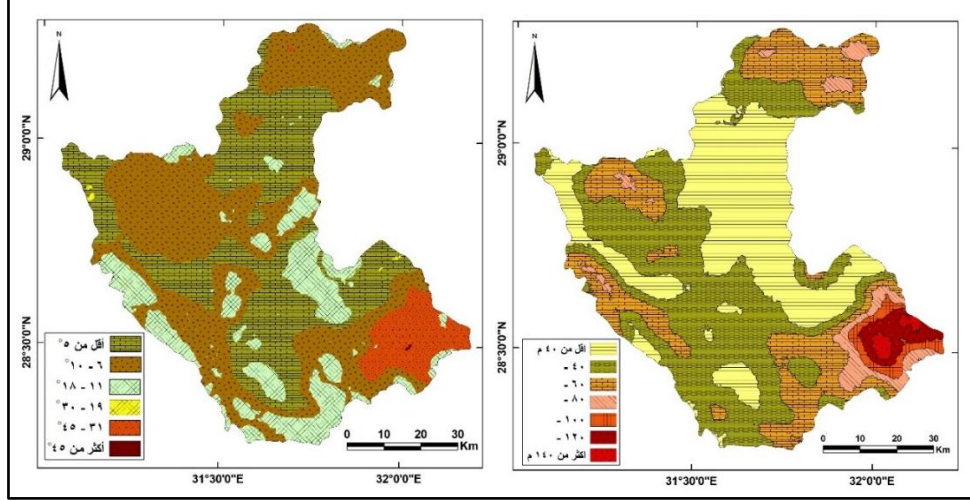 N
29°0'0"N
28°30'0"N
31°30'0"E
32°0'0"E
أقل من ٥°
٦ - ١٠°
١١ - ١٨°
١٩ - ٣٠°
٣١ - ٤٥°
أكثر من ٤٥°
0 10 20 30
Km
N
29°0'0"N
28°30'0"N
31°30'0"E
32°0'0"E
اقل من ٤٠ م
٤٠ -
٦٠ -
٨٠ -
١٠٠ -
١٢٠ -
اكثر من ١٤٠ م
0 10 20 30
Km